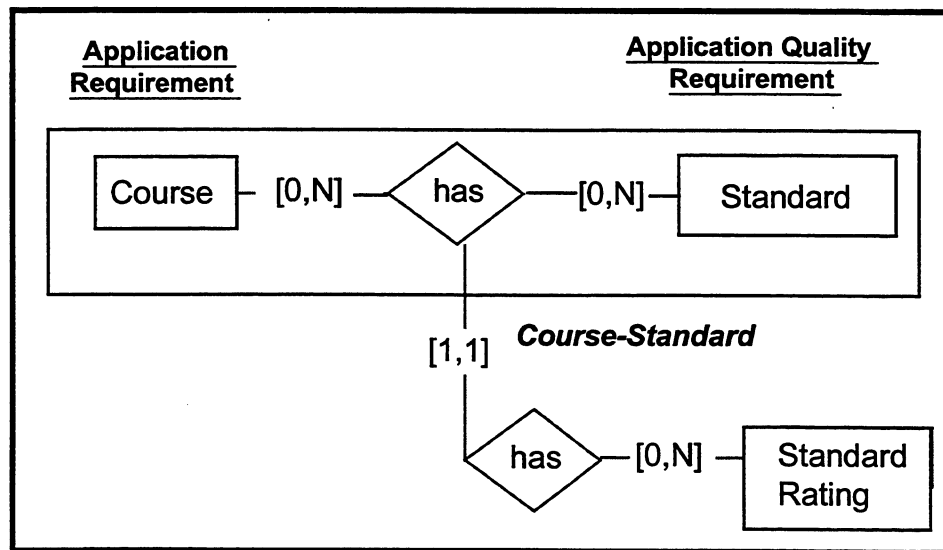 Application
Requirement
Application Quality
Requirement
Course
[0,N]
has
[0,N]
Standard
[1,1]
Course-Standard
has
[0,N]
Standard
Rating